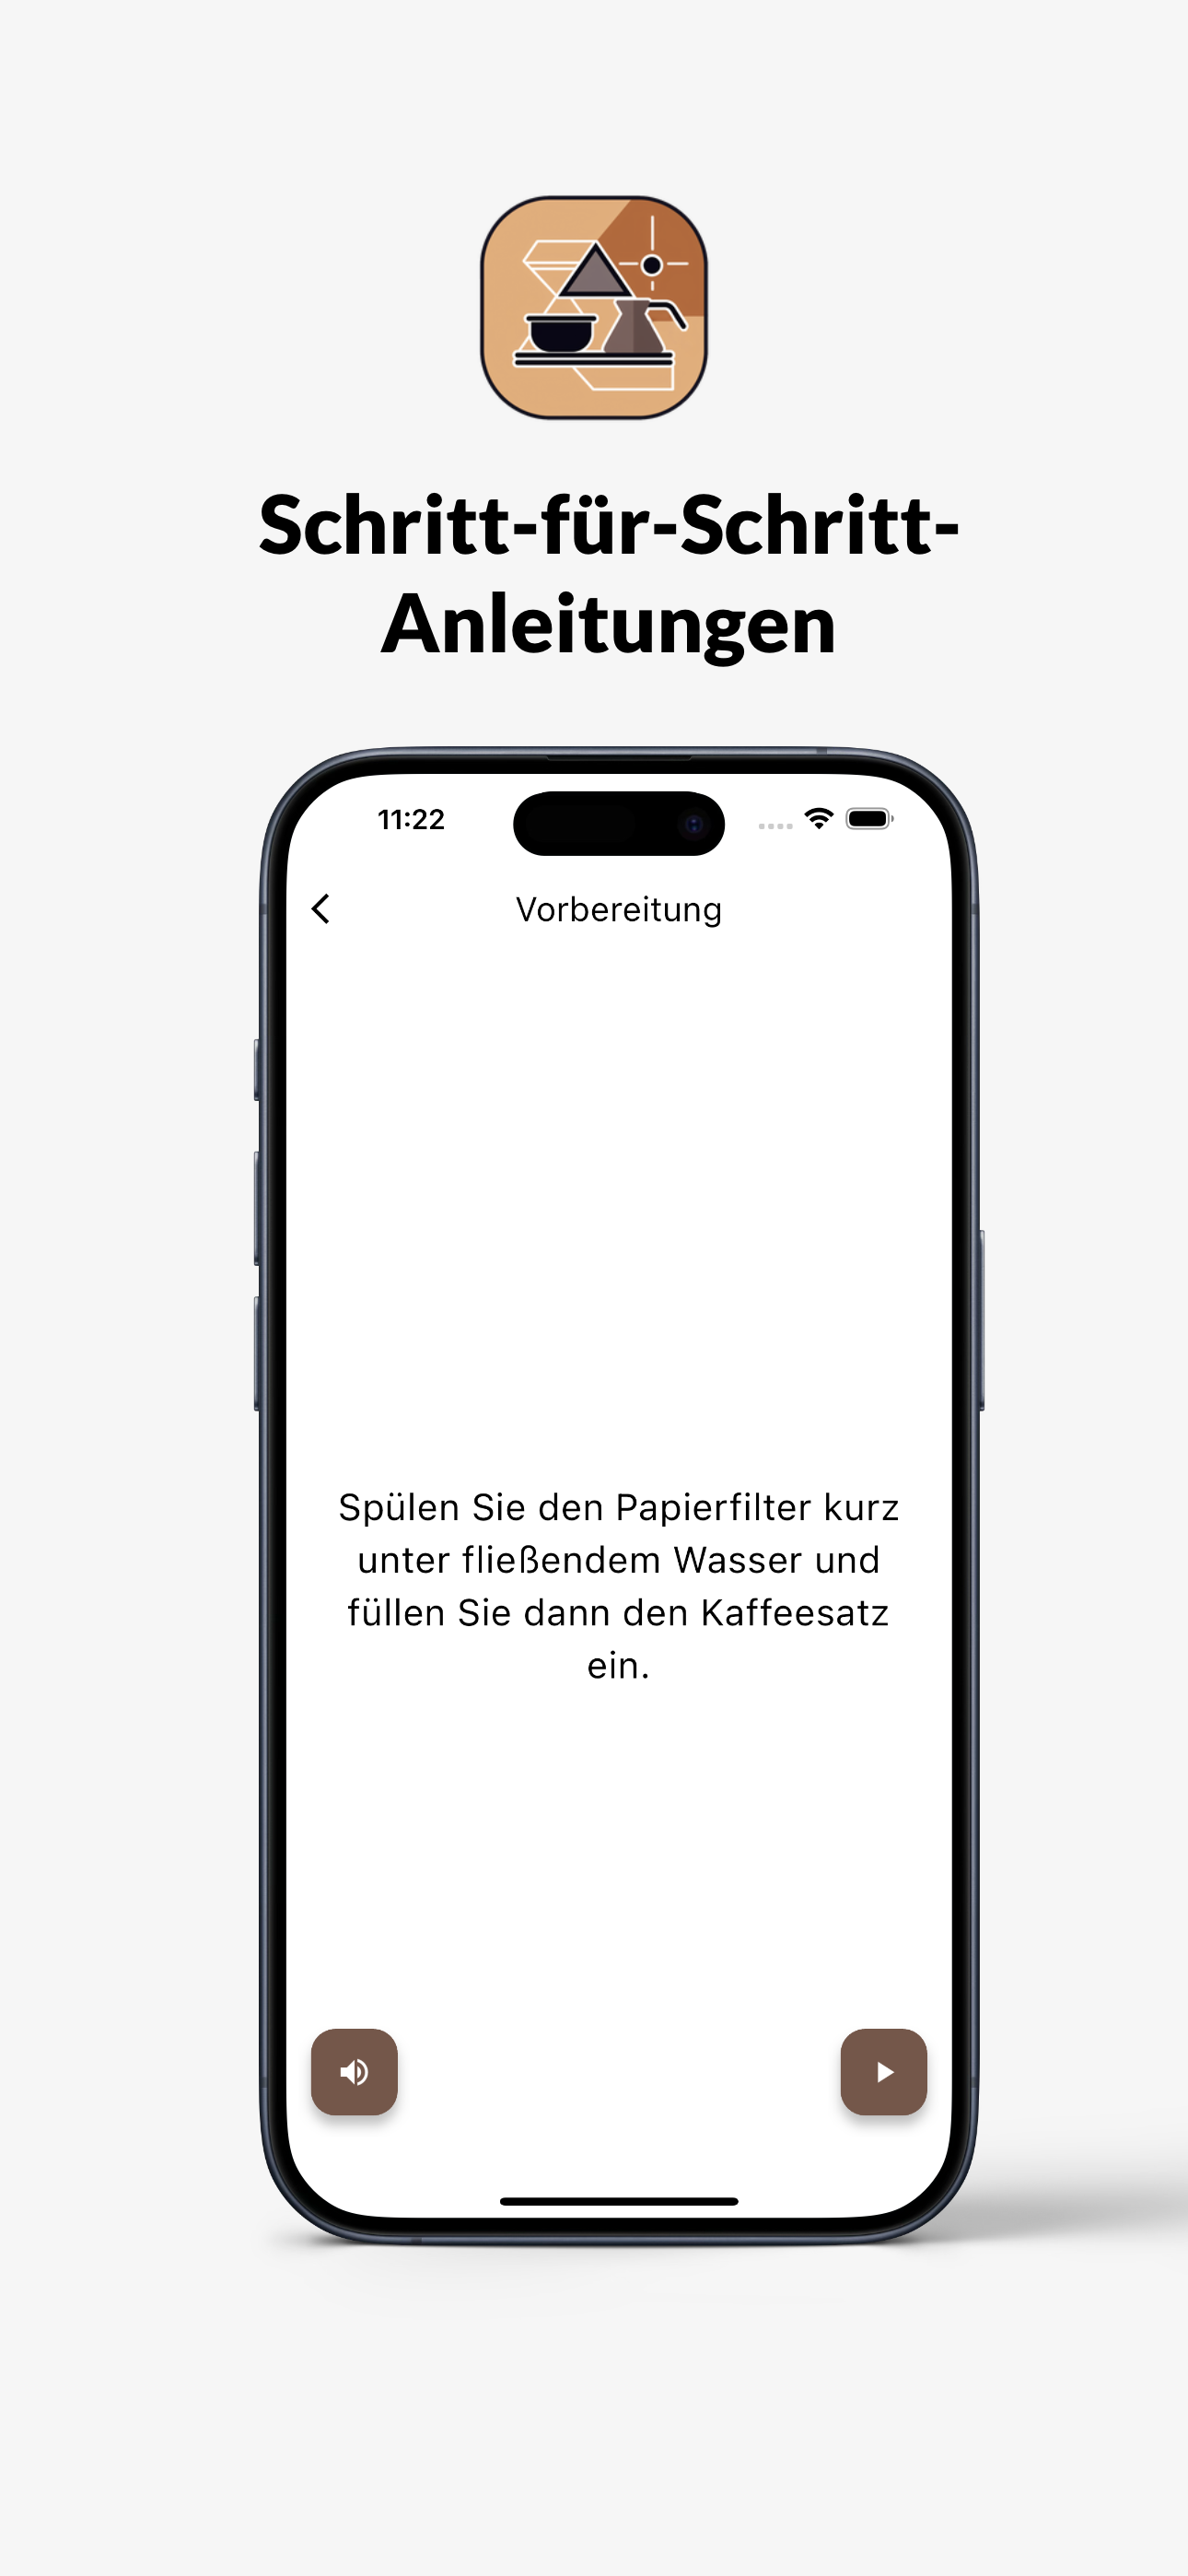 Schritt-für-Schritt-
Anleitungen
11:22
Vorbereitung
Spülen Sie den Papierfilter kurz
unter fließendem Wasser und
füllen Sie dann den Kaffeesatz
ein.